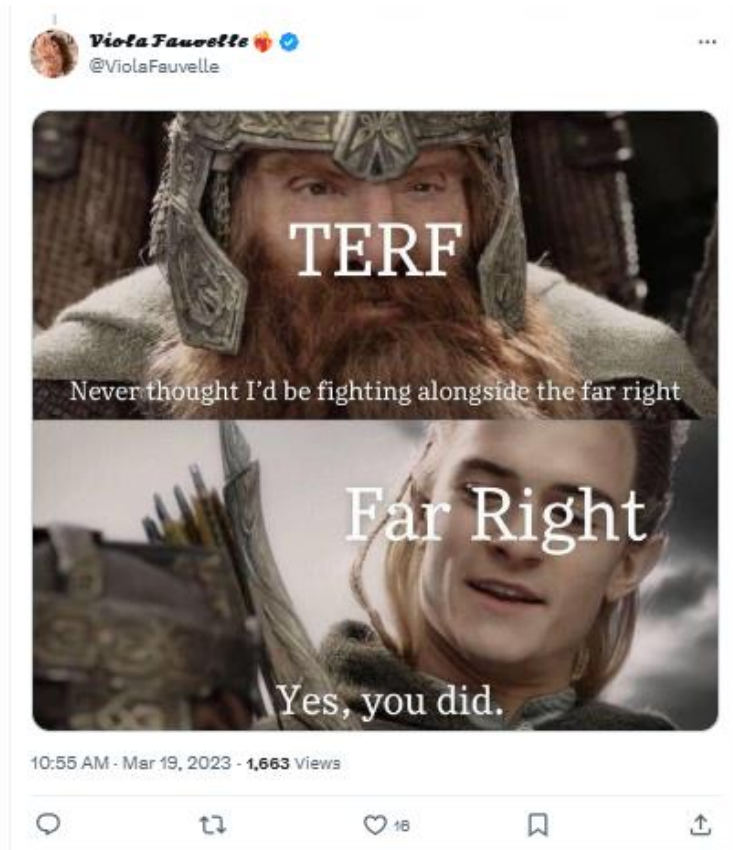 Viola Fauvelle
@ViolaFauvelle
TERF
Never thought I'd be fighting alongside the far right
Far Right
Yes, you did.
10:55 AM · Mar 19, 2023 · 1,663 Views
16